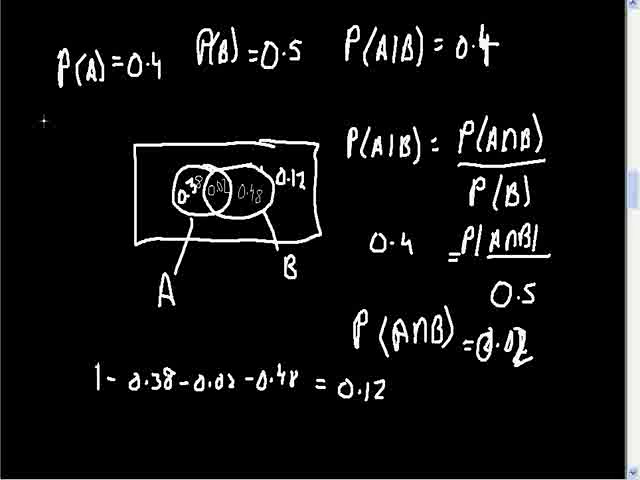 P(A) = 0.4 P(B) = 0.5 P(A|B) = 0.4
P(A|B) = P(A∩B) / P(B)
0.38 0.02 0.48 0.12
0.4 = P(A∩B) / 0.5
A B
P(A∩B) = 0.02
1 - 0.38 - 0.02 - 0.48 = 0.12